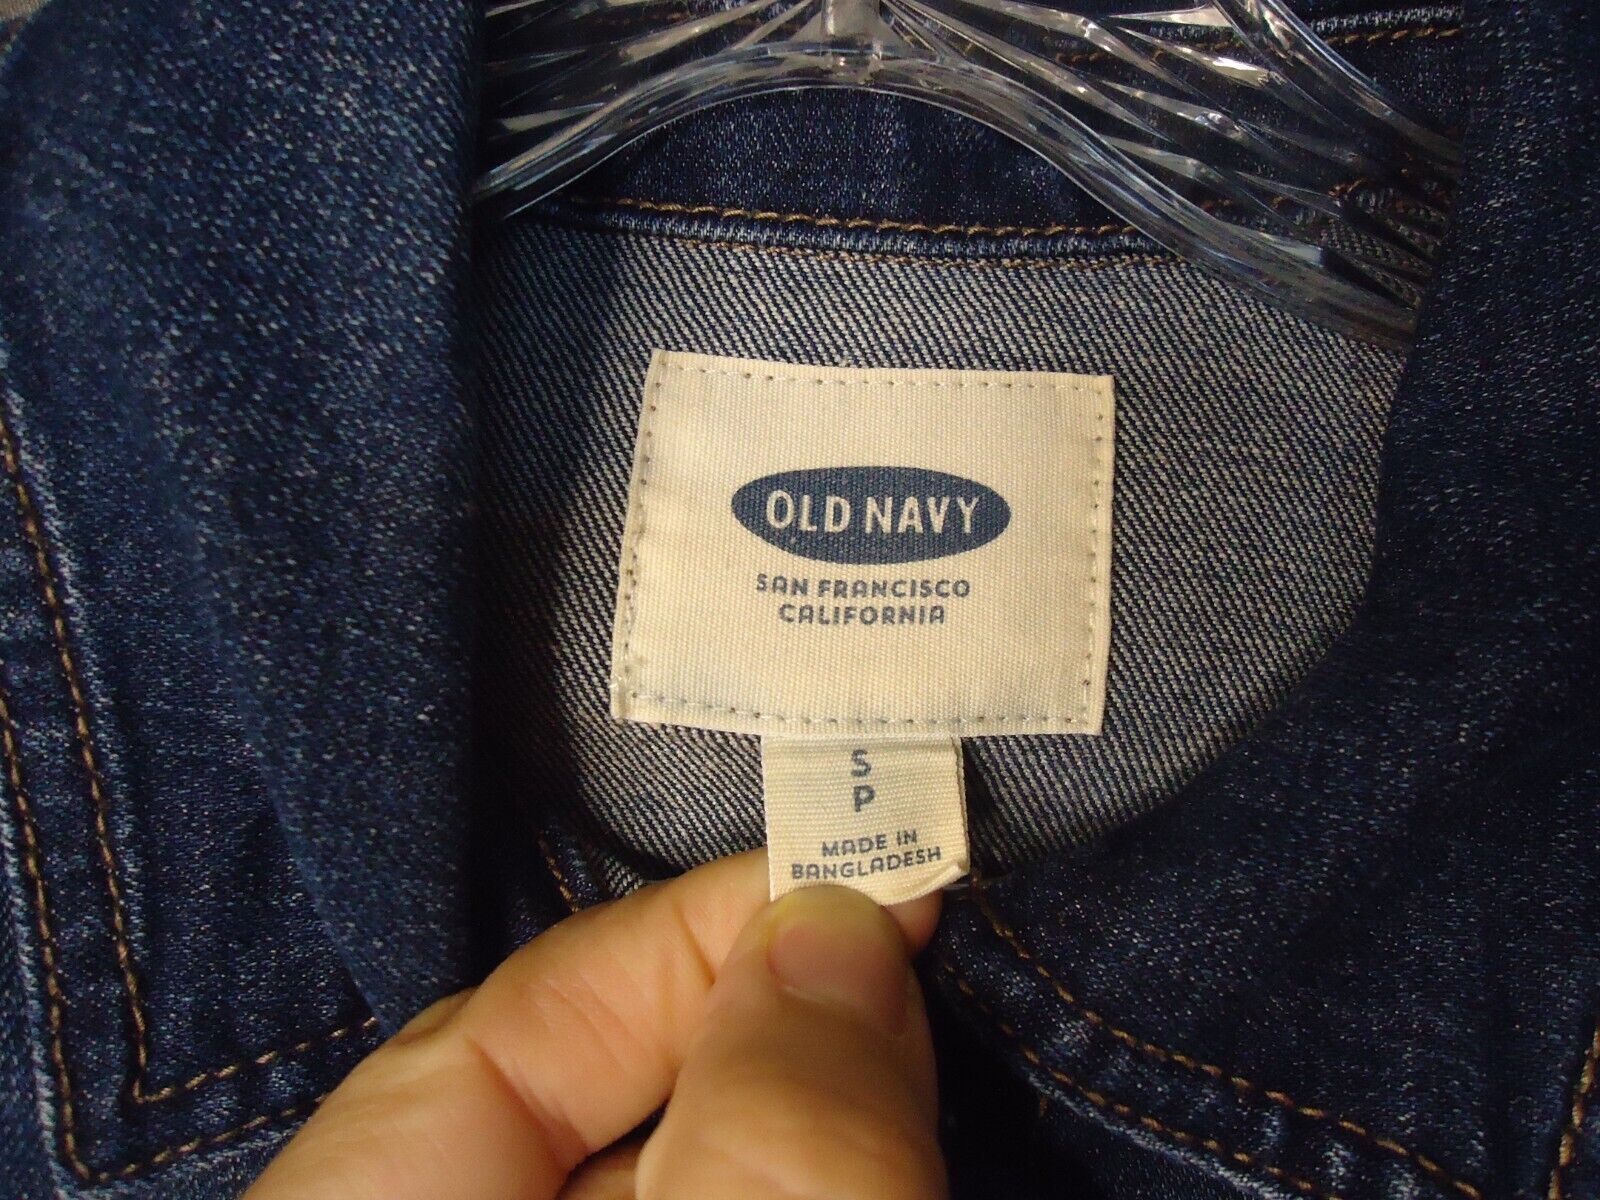 OLD NAVY
SAN FRANCISCO
CALIFORNIA
S
P
MADE IN
BANGLADESH